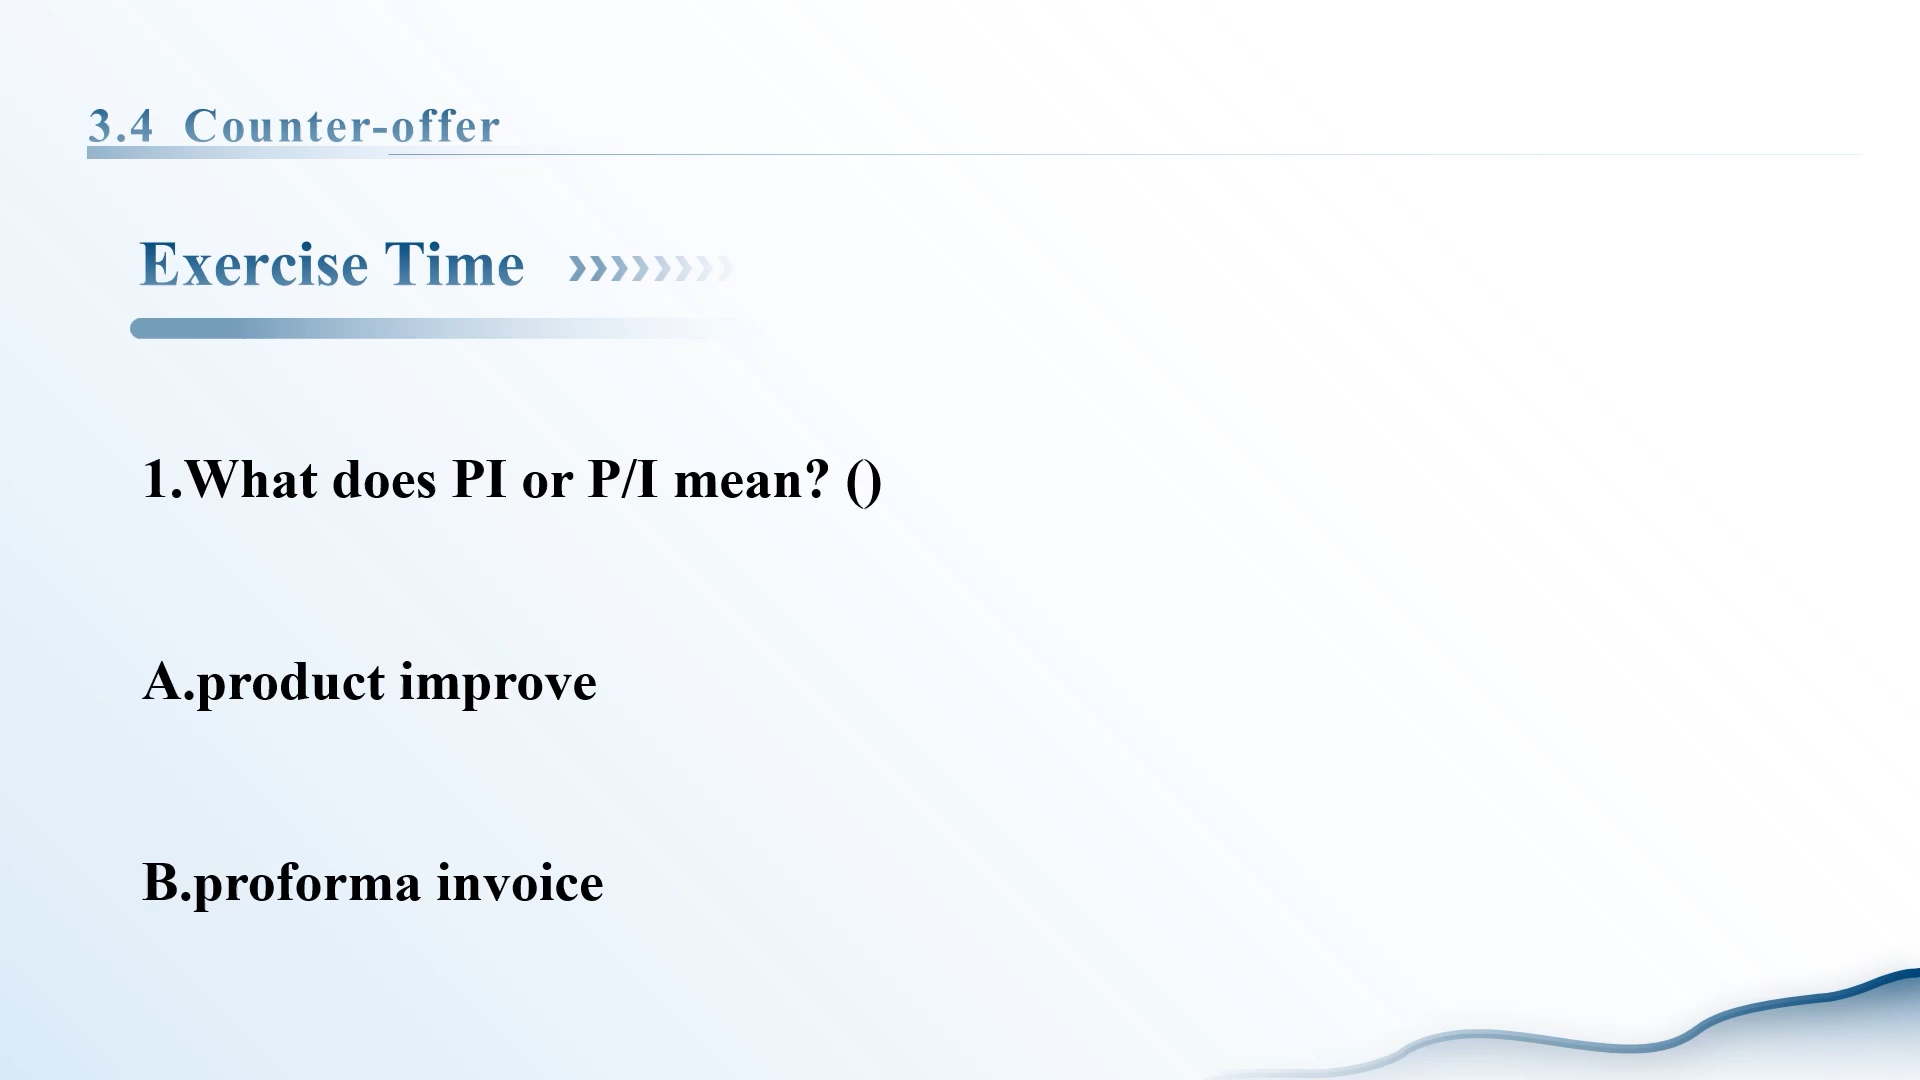 3.4 Counter-offer
Exercise Time
1.What does PI or P/I mean? ()
A.product improve
B.proforma invoice